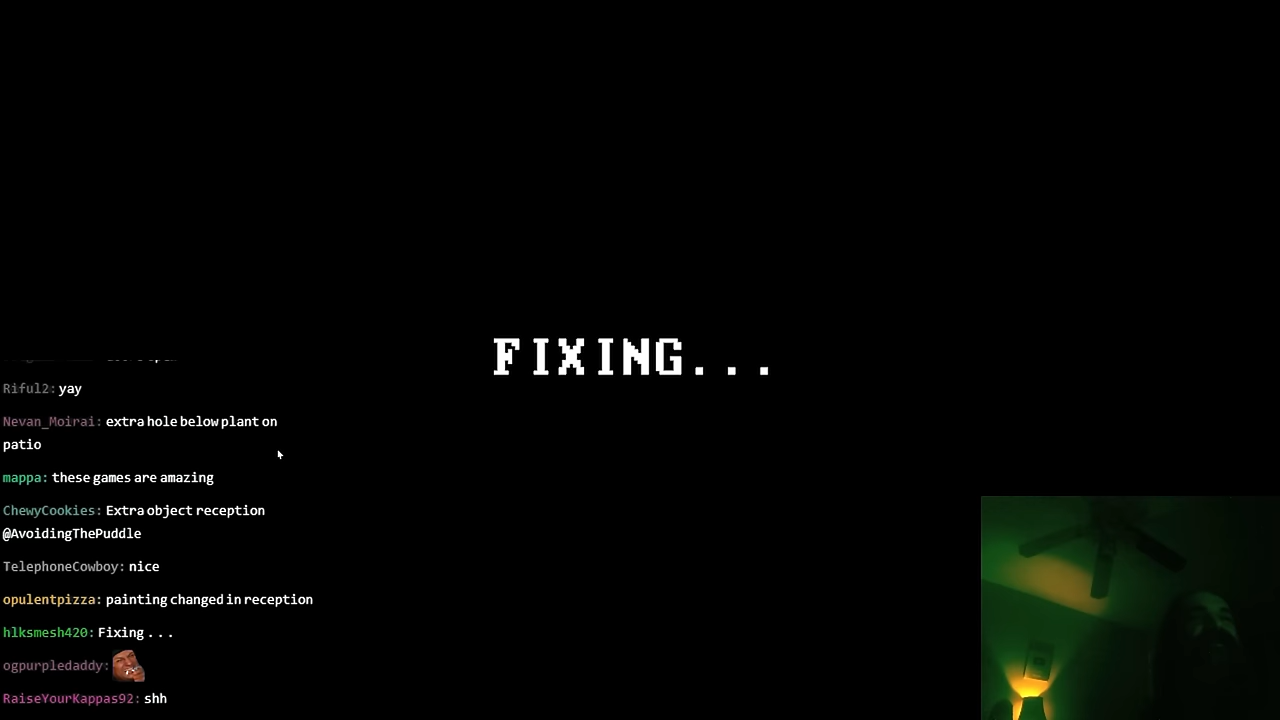 FIXING...
Riful2: yay
Nevan_Moirai: extra hole below plant on
patio
mappa: these games are amazing
ChewyCookies: Extra object reception
@AvoidingThePuddle
TelephoneCowboy: nice
opulentpizza: painting changed in reception
hlksmesh420: Fixing . . .
ogpurpledaddy:
RaiseYourKappas92: shh